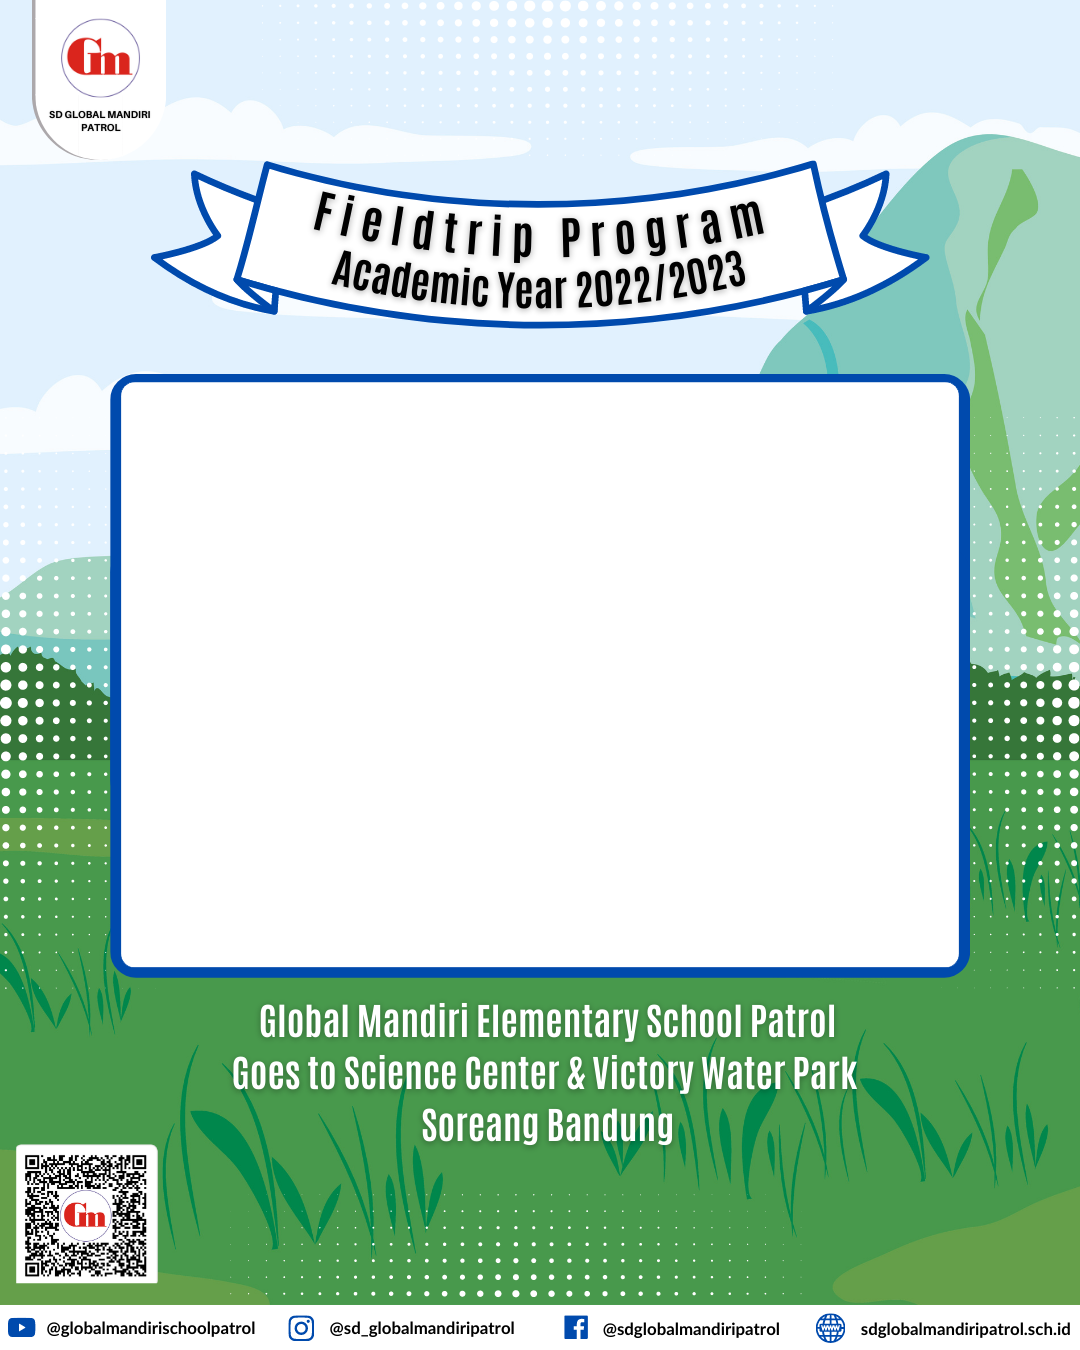 Gm
SD GLOBAL MANDIRI
PATROL
Fieldtrip Program
Academic Year 2022/2023
Global Mandiri Elementary School Patrol
Goes to Science Center & Victory Water Park
Soreang Bandung
Gm
@globalmandirischoolpatrol
@sd_globalmandiripatrol
@sdglobalmandiripatrol
www
sdglobalmandiripatrol.sch.id